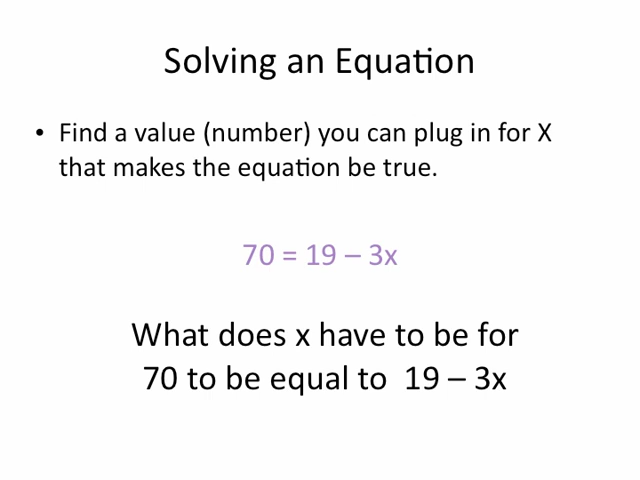 Solving an Equation
• Find a value (number) you can plug in for X
that makes the equation be true.
70 = 19 – 3x
What does x have to be for
70 to be equal to  19 – 3x